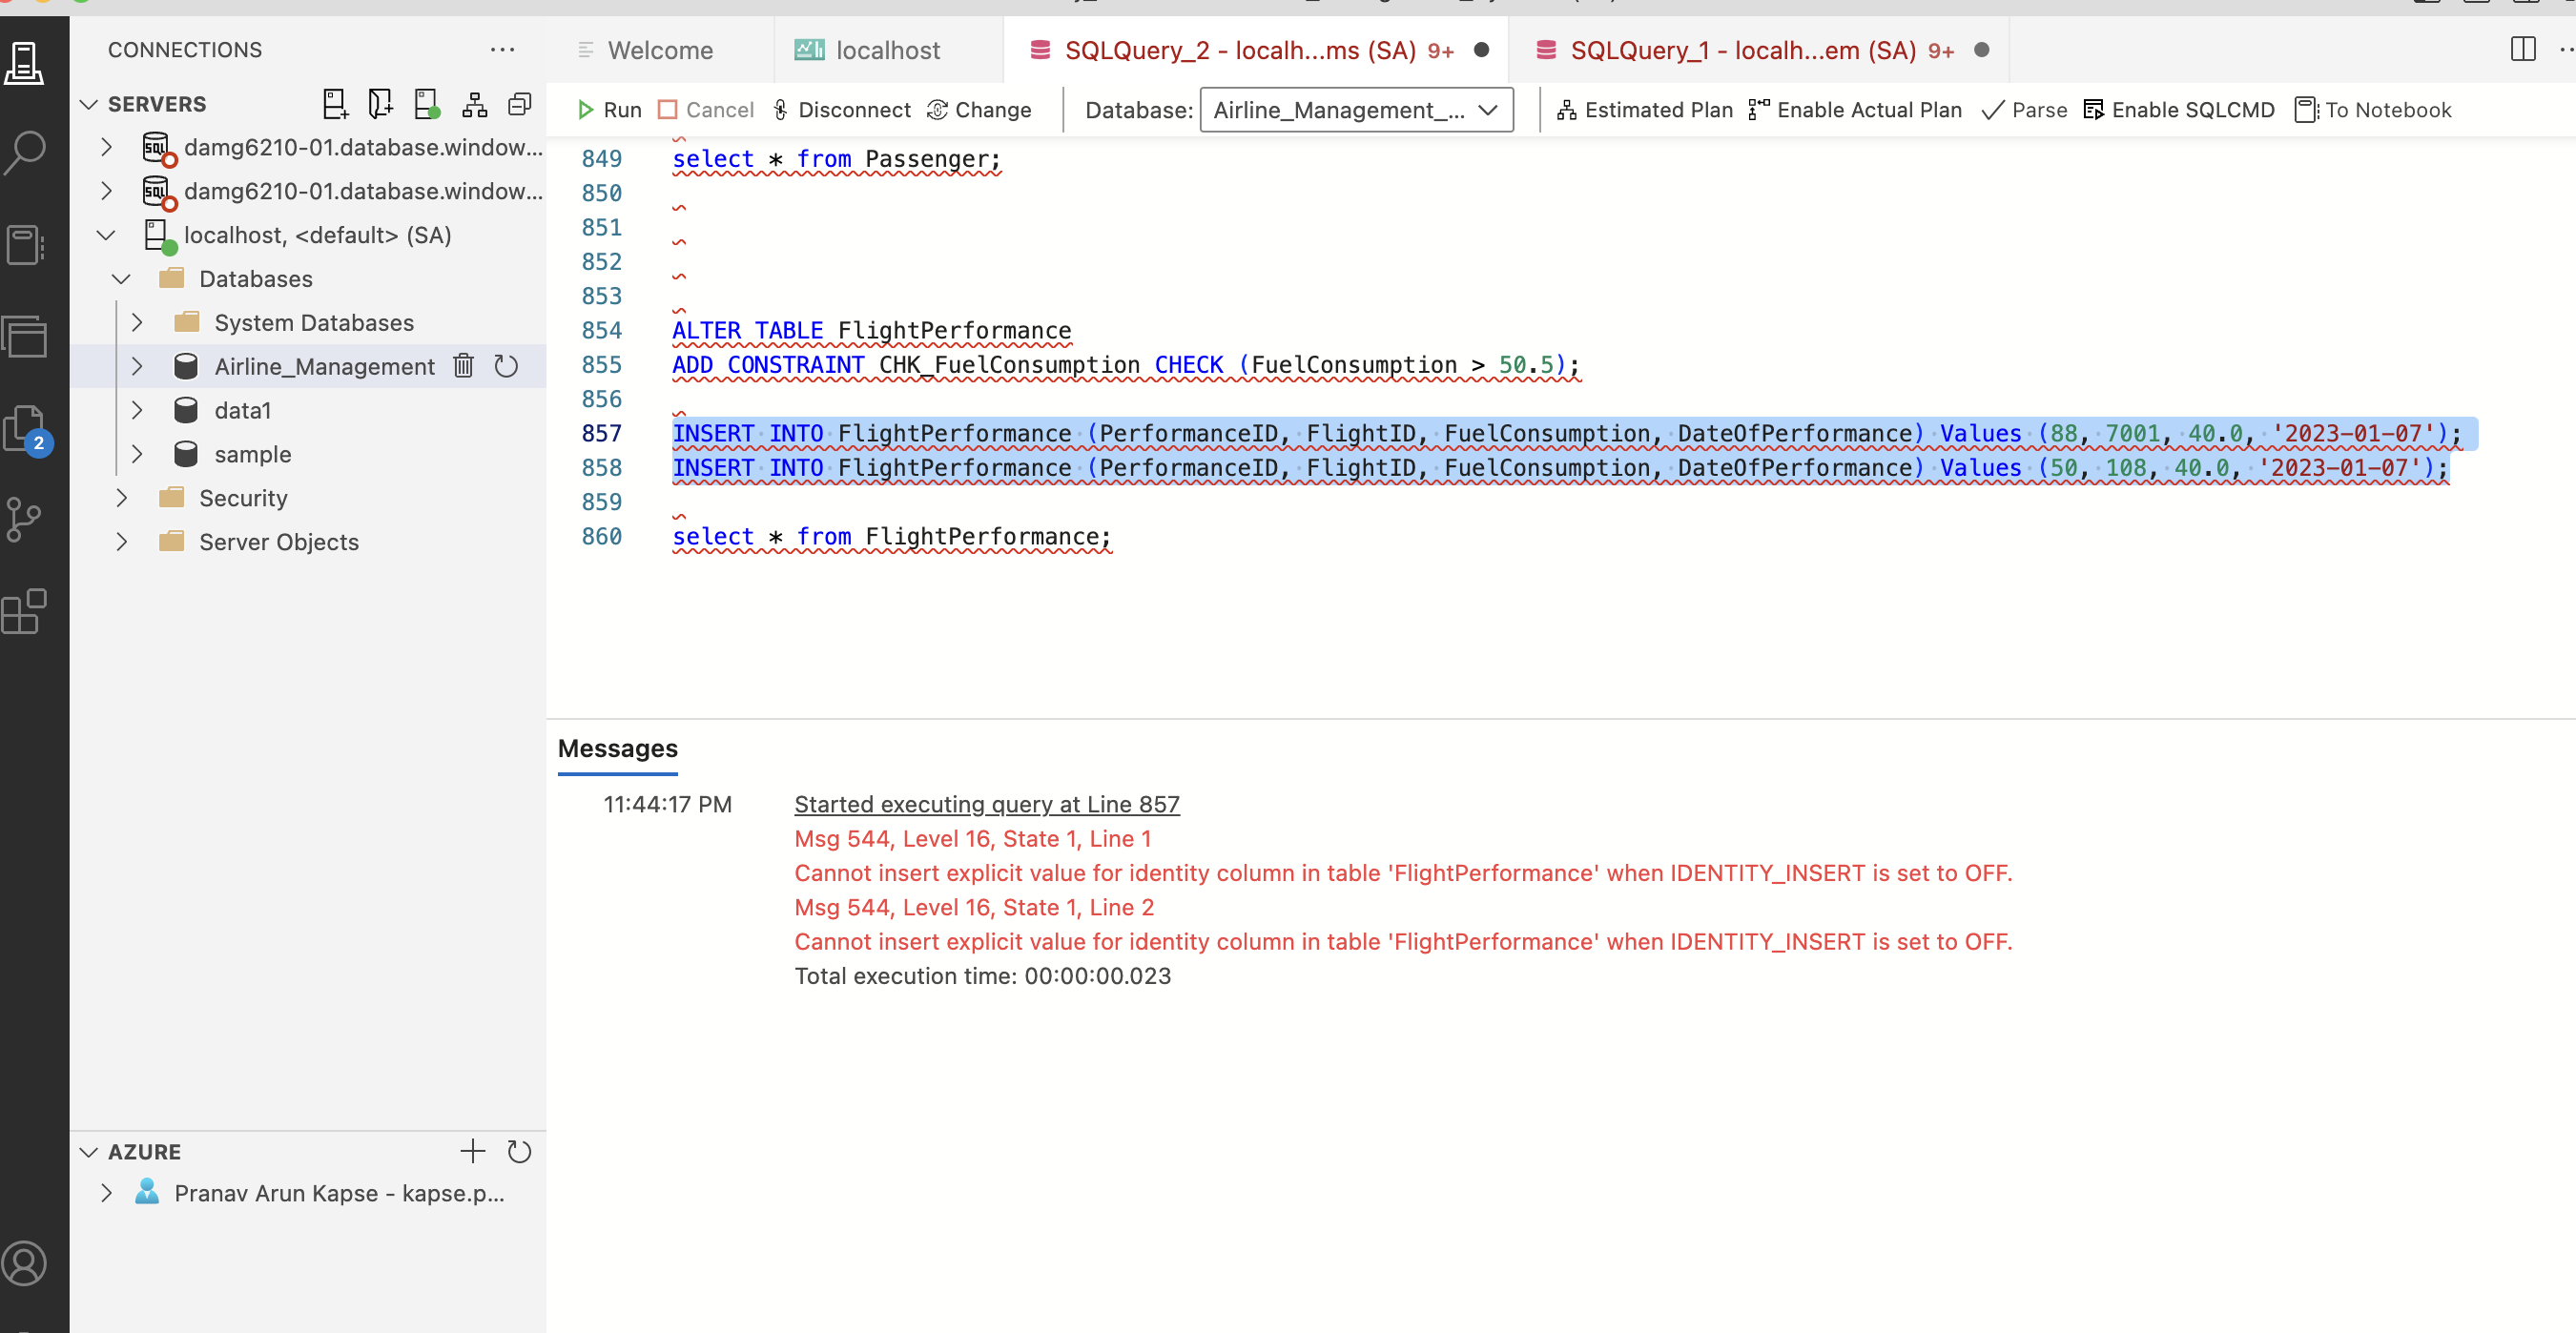 CONNECTIONS
Welcome
localhost
SQLQuery_2 - localh...ms (SA) 9+
SQLQuery_1 - localh...em (SA) 9+
SERVERS
Run
Cancel
Disconnect
Change
Database: Airline_Management_...
Estimated Plan
Enable Actual Plan
Parse
Enable SQLCMD
To Notebook
damg6210-01.database.window...
damg6210-01.database.window...
localhost, <default> (SA)
Databases
System Databases
Airline_Management
data1
sample
Security
Server Objects
2
849 select * from Passenger;
850
851
852
853
854 ALTER TABLE FlightPerformance
855 ADD CONSTRAINT CHK_FuelConsumption CHECK (FuelConsumption > 50.5);
856
857 INSERT INTO FlightPerformance (PerformanceID, FlightID, FuelConsumption, DateOfPerformance) Values (88, 7001, 40.0, '2023-01-07');
858 INSERT INTO FlightPerformance (PerformanceID, FlightID, FuelConsumption, DateOfPerformance) Values (50, 108, 40.0, '2023-01-07');
859
860 select * from FlightPerformance;
Messages
11:44:17 PM Started executing query at Line 857
Msg 544, Level 16, State 1, Line 1
Cannot insert explicit value for identity column in table 'FlightPerformance' when IDENTITY_INSERT is set to OFF.
Msg 544, Level 16, State 1, Line 2
Cannot insert explicit value for identity column in table 'FlightPerformance' when IDENTITY_INSERT is set to OFF.
Total execution time: 00:00:00.023
AZURE
Pranav Arun Kapse - kapse.p...